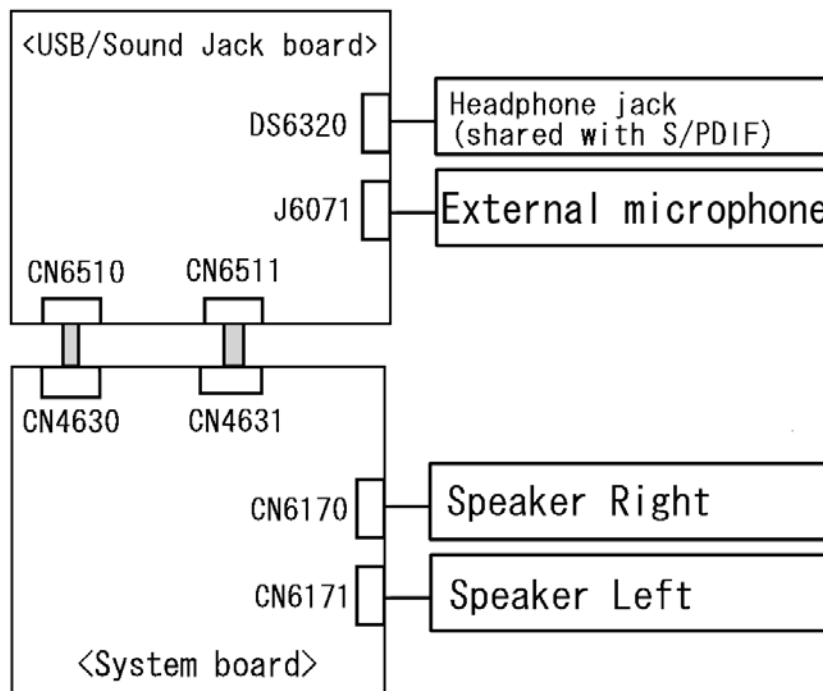 <USB/Sound Jack board>
DS6320
Headphone jack
(shared with S/PDIF)
J6071
External microphone
CN6510
CN6511
CN4630
CN4631
CN6170
Speaker Right
CN6171
Speaker Left
<System board>